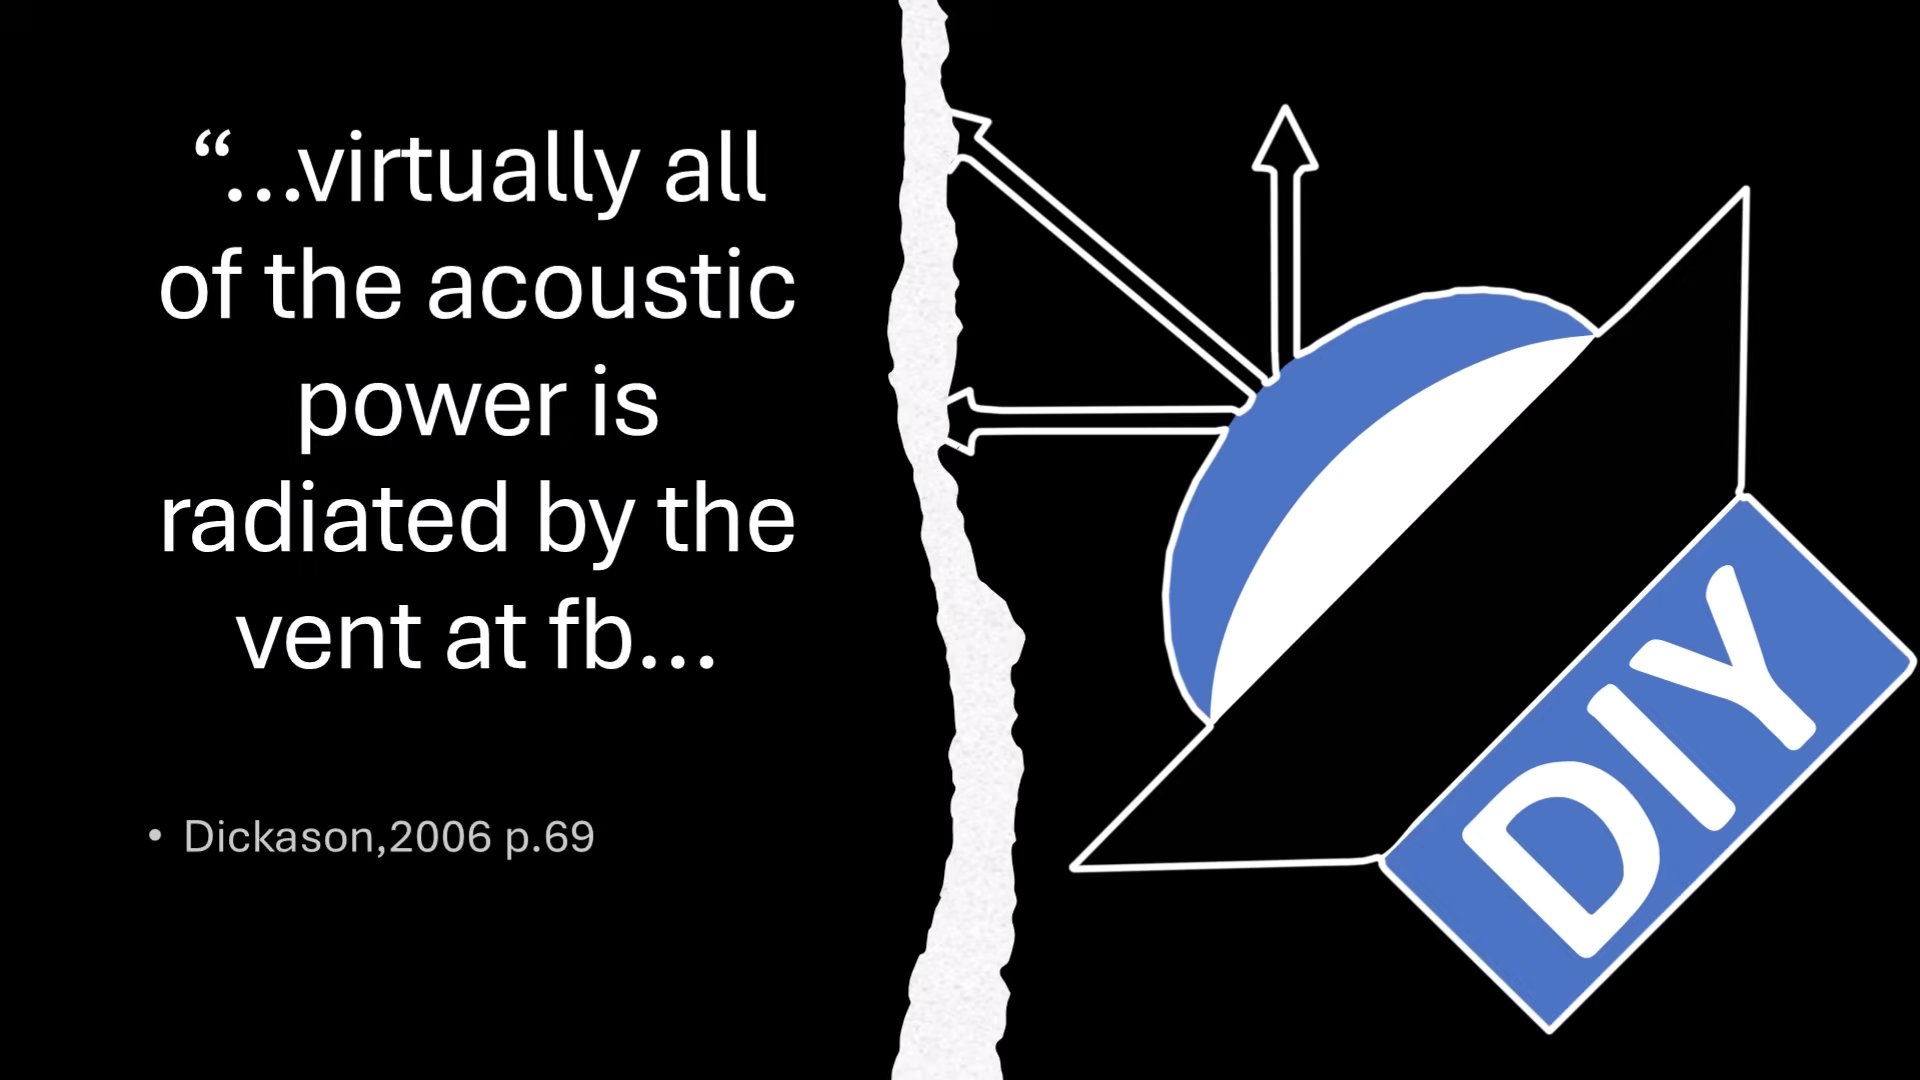 “…virtually all
of the acoustic
power is
radiated by the
vent at fb…
• Dickason,2006 p.69
DIY